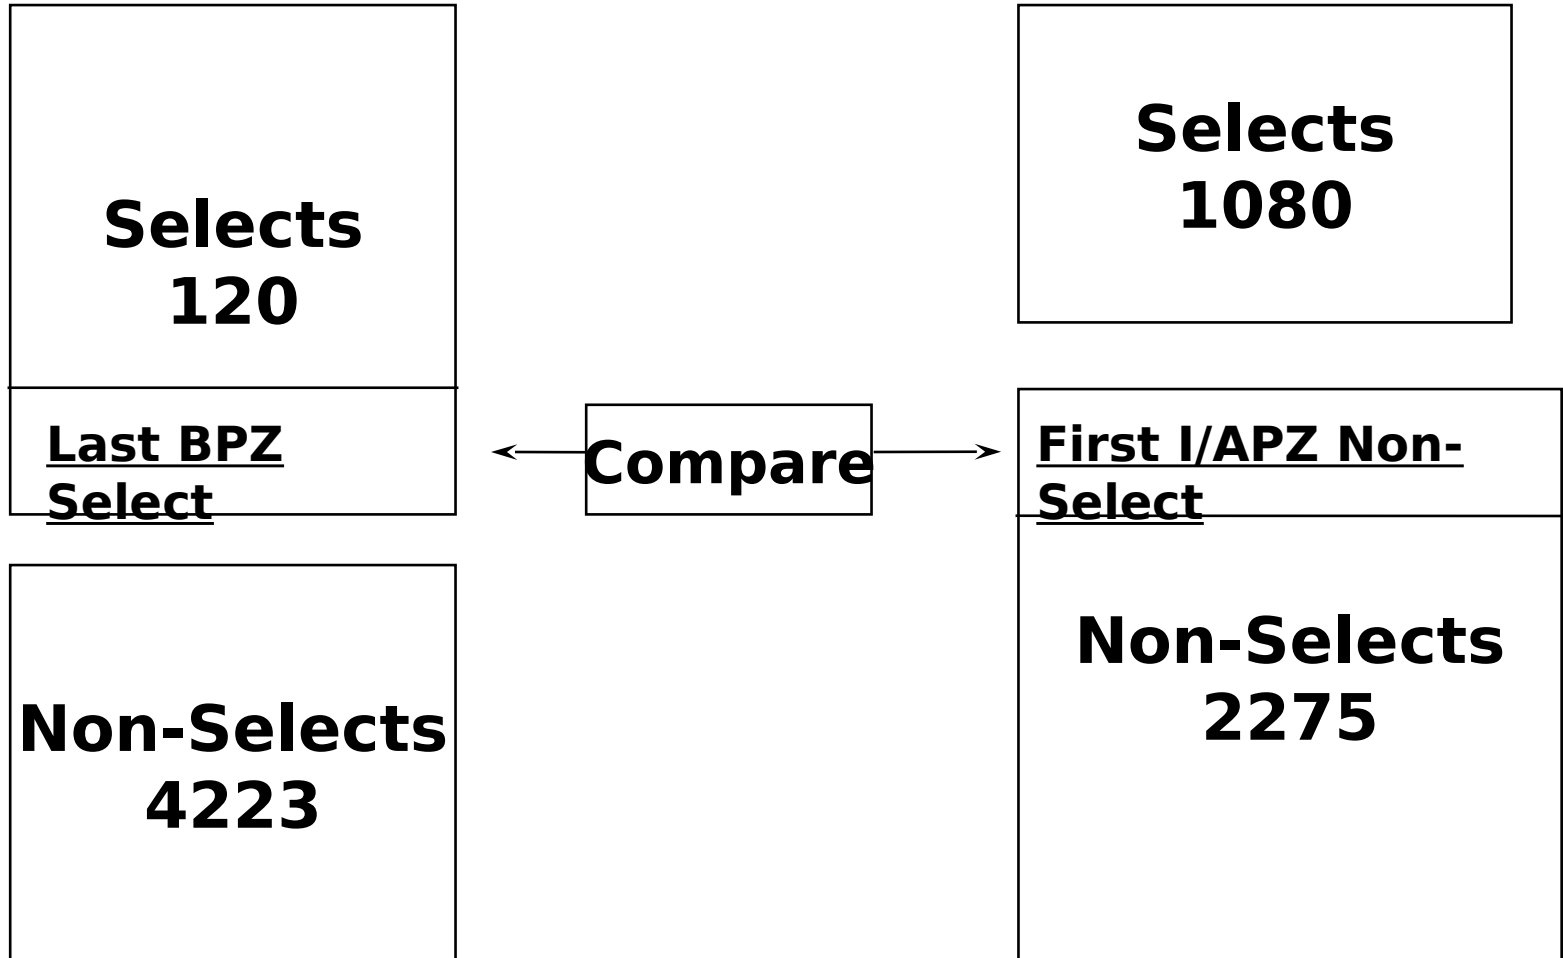 Selects
120
Last BPZ
Select
Non-Selects
4223
Compare
Selects
1080
First I/APZ Non-
Select
Non-Selects
2275